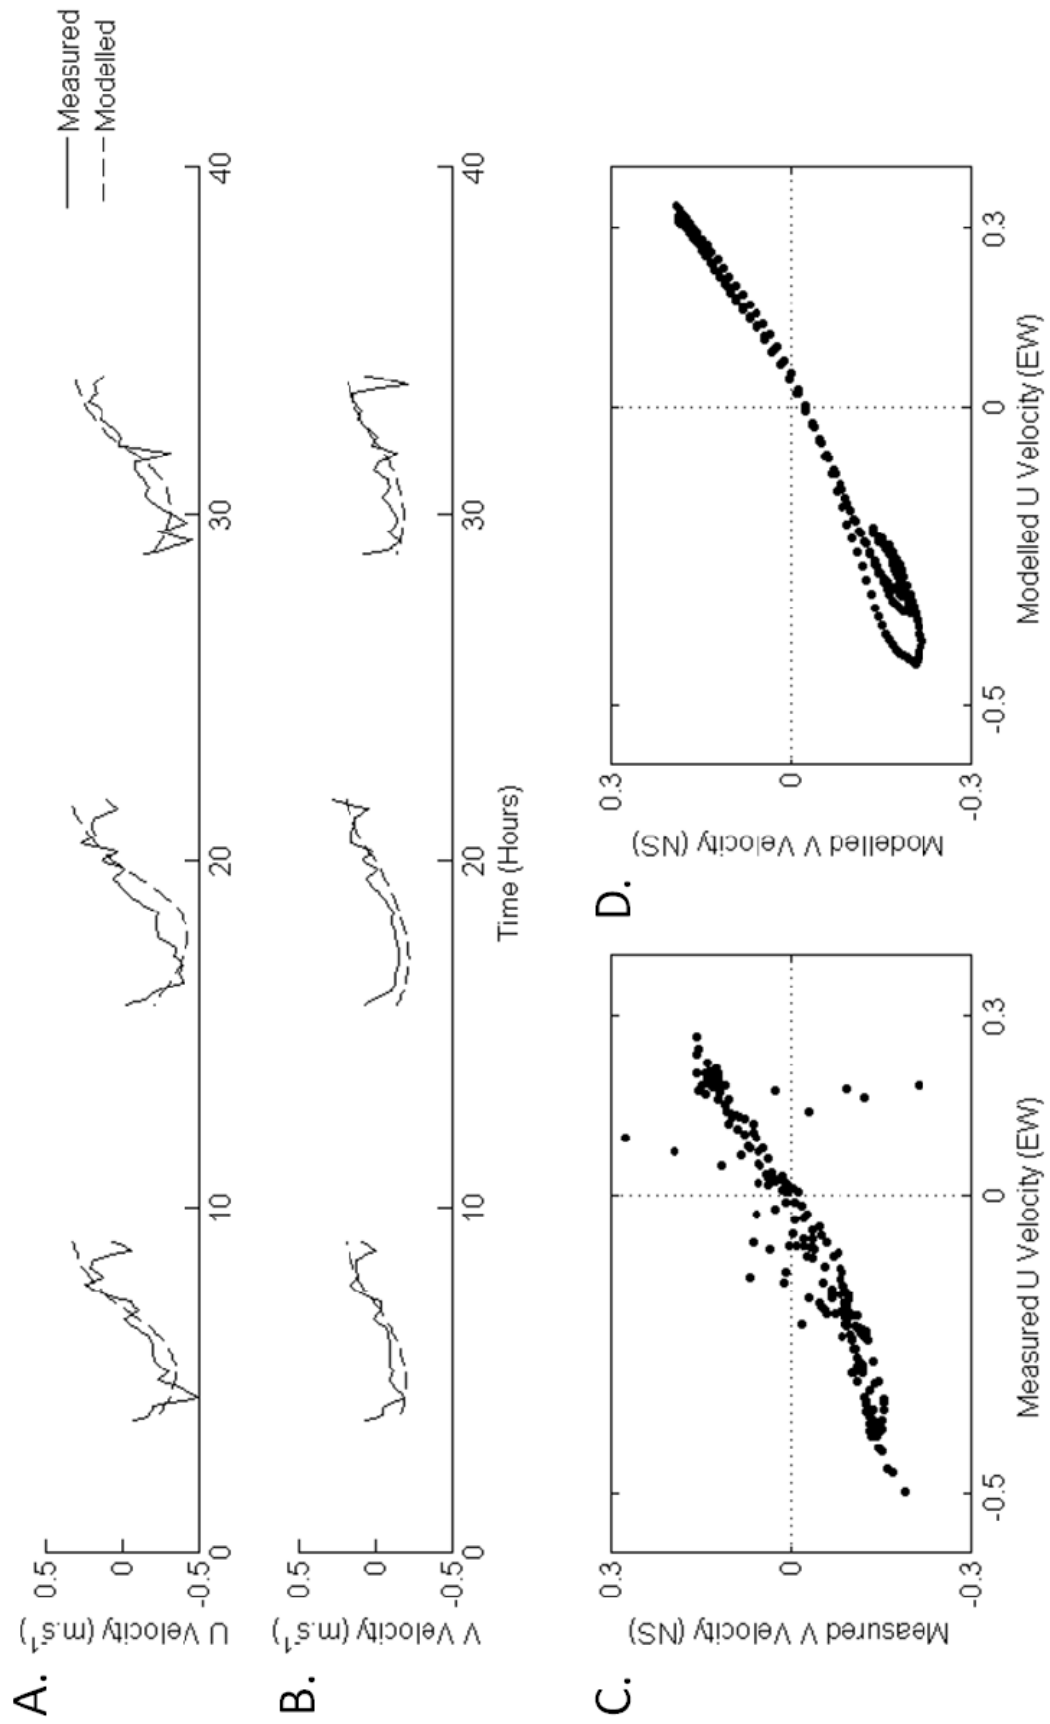 A.
U Velocity (m.s-1)
0.5
0
-0.5
0
10
20
30
40
Measured
Modelled
B.
V Velocity (m.s-1)
0.5
0
-0.5
0
10
20
30
40
Time (Hours)
C.
Measured V Velocity (NS)
0.3
0
-0.3
-0.5
0
0.3
Measured U Velocity (EW)
D.
Modelled V Velocity (NS)
0.3
0
-0.3
-0.5
0
0.3
Modelled U Velocity (EW)